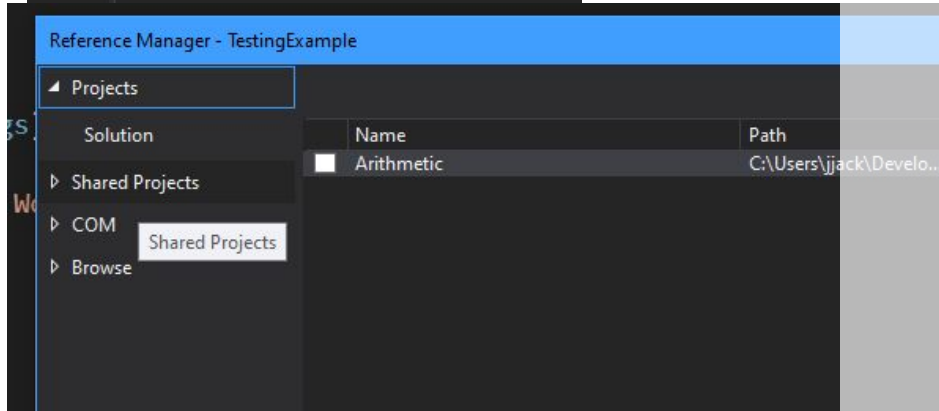 Reference Manager - TestingExample
Projects
Solution
Name Path
Arithmetic C:\Users\jjack\Develo...
Shared Projects
COM
Shared Projects
Browse